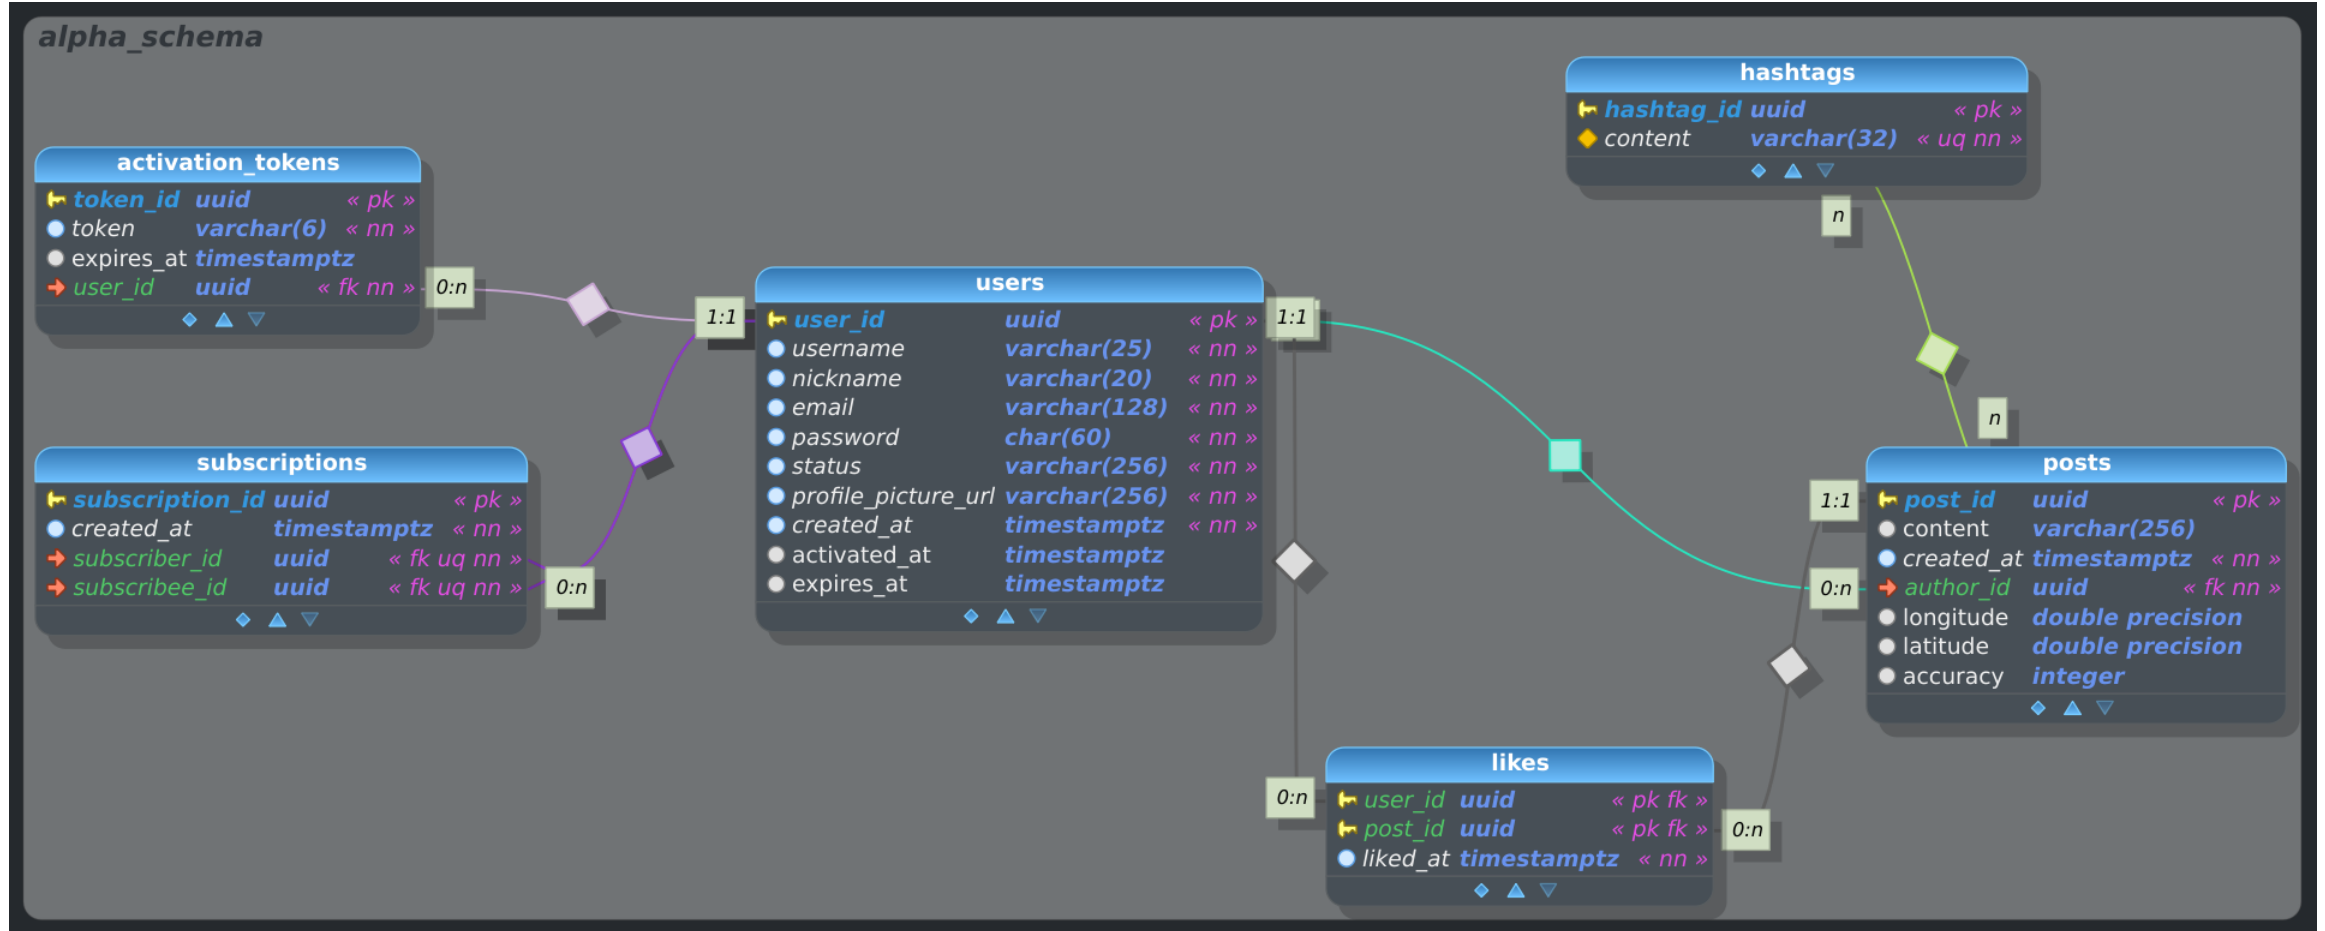 alpha_schema
hashtags
hashtag_id uuid « pk »
content varchar(32) « uq nn »
activation_tokens
token_id uuid « pk »
token varchar(6) « nn »
expires_at timestamptz
user_id uuid « fk nn »
0:n
n
users
user_id uuid « pk »
username varchar(25) « nn »
nickname varchar(20) « nn »
email varchar(128) « nn »
password char(60) « nn »
status varchar(256) « nn »
profile_picture_url varchar(256) « nn »
created_at timestamptz « nn »
activated_at timestamptz
expires_at timestamptz
1:1
1:1
n
subscriptions
subscription_id uuid « pk »
created_at timestamptz « nn »
subscriber_id uuid « fk uq nn »
subscribee_id uuid « fk uq nn »
0:n
posts
post_id uuid « pk »
content varchar(256)
created_at timestamptz « nn »
author_id uuid « fk nn »
longitude double precision
latitude double precision
accuracy integer
1:1
0:n
likes
user_id uuid « pk fk »
post_id uuid « pk fk »
liked_at timestamptz « nn »
0:n
0:n